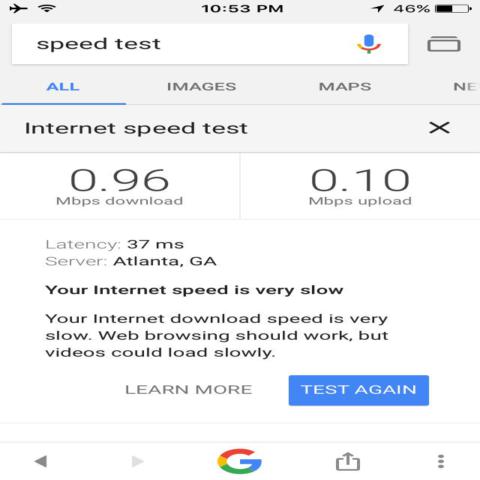 10:53 PM 46%
speed test
ALL IMAGES MAPS NE
Internet speed test
0.96 0.10
Mbps download Mbps upload
Latency: 37 ms
Server: Atlanta, GA
Your Internet speed is very slow
Your Internet download speed is very
slow. Web browsing should work, but
videos could load slowly.
LEARN MORE TEST AGAIN
G